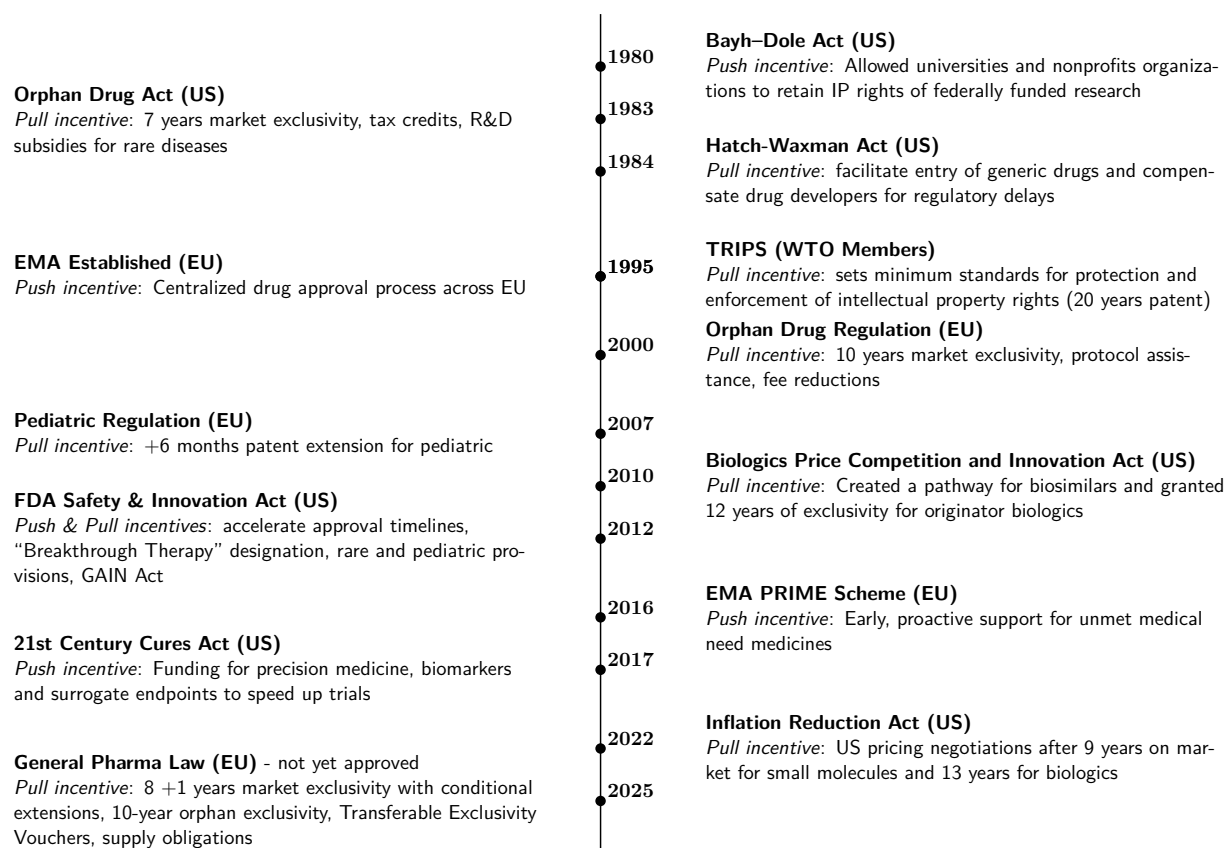 1980
Bayh–Dole Act (US)
Push incentive: Allowed universities and nonprofits organiza-
tions to retain IP rights of federally funded research
Orphan Drug Act (US)
Pull incentive: 7 years market exclusivity, tax credits, R&D
subsidies for rare diseases
1983
1984
Hatch-Waxman Act (US)
Pull incentive: facilitate entry of generic drugs and compen-
sate drug developers for regulatory delays
EMA Established (EU)
Push incentive: Centralized drug approval process across EU
1995
TRIPS (WTO Members)
Pull incentive: sets minimum standards for protection and
enforcement of intellectual property rights (20 years patent)
2000
Orphan Drug Regulation (EU)
Pull incentive: 10 years market exclusivity, protocol assis-
tance, fee reductions
Pediatric Regulation (EU)
Pull incentive: +6 months patent extension for pediatric
2007
2010
Biologics Price Competition and Innovation Act (US)
Pull incentive: Created a pathway for biosimilars and granted
12 years of exclusivity for originator biologics
FDA Safety & Innovation Act (US)
Push & Pull incentives: accelerate approval timelines,
“Breakthrough Therapy” designation, rare and pediatric pro-
visions, GAIN Act
2012
2016
EMA PRIME Scheme (EU)
Push incentive: Early, proactive support for unmet medical
need medicines
21st Century Cures Act (US)
Push incentive: Funding for precision medicine, biomarkers
and surrogate endpoints to speed up trials
2017
2022
Inflation Reduction Act (US)
Pull incentive: US pricing negotiations after 9 years on mar-
ket for small molecules and 13 years for biologics
General Pharma Law (EU) - not yet approved
Pull incentive: 8 +1 years market exclusivity with conditional
extensions, 10-year orphan exclusivity, Transferable Exclusivity
Vouchers, supply obligations
2025